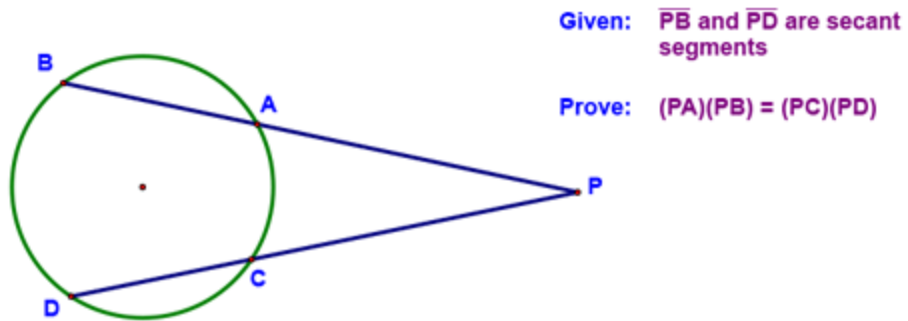 Given: PB and PD are secant
segments
Prove: (PA)(PB) = (PC)(PD)
B
A
P
C
D